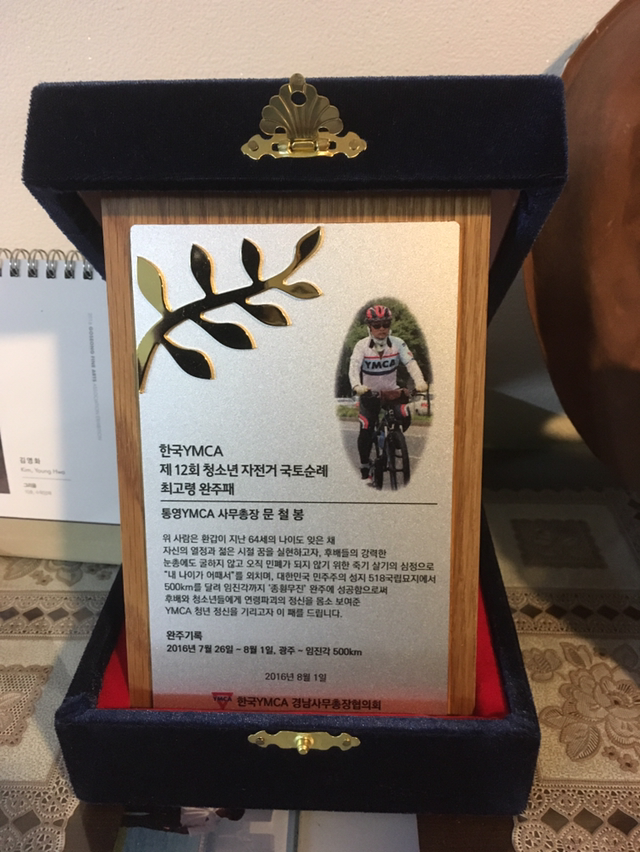 한국YMCA
제 12회 청소년 자전거 국토순례
최고령 완주패
통영YMCA 사무총장 문 철 봉
위 사람은 환갑이 지난 64세의 나이도 잊은 채
자신의 열정과 젊은 시절 꿈을 실현하고자, 후배들의 강력한
눈총에도 굴하지 않고 오직 민폐가 되지 않기 위한 죽기 살기의 심정으로
"내 나이가 어때서"를 외치며, 대한민국 민주주의 성지 518국립묘지에서
500km를 달려 임진각까지 '종횡무진' 완주에 성공함으로써
후배와 청소년들에게 연령파괴의 정신을 몸소 보여준
YMCA 청년 정신을 기리고자 이 패를 드립니다.
완주기록
2016년 7월 26일 ~ 8월 1일, 광주 ~ 임진각 500km
2016년 8월 1일
YMCA 한국YMCA 경남사무총장협의회
YMCA
김영화
Kim, Young Hwa